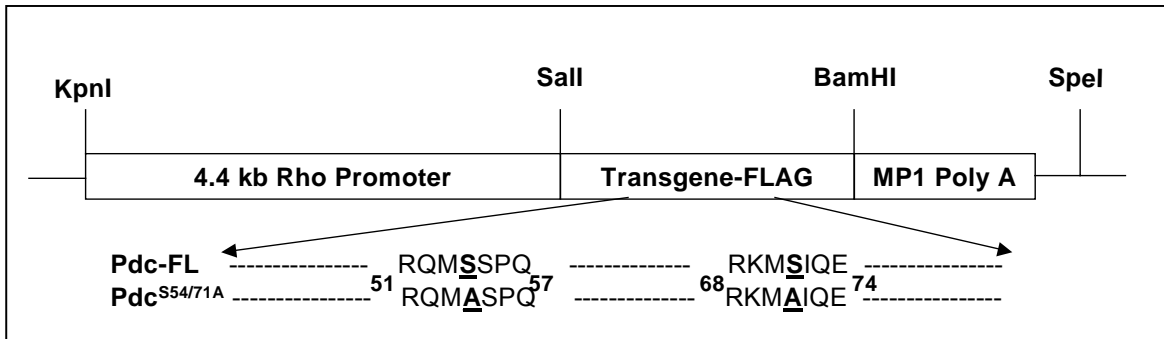 KpnI SalI BamHI SpeI
4.4 kb Rho Promoter Transgene-FLAG MP1 Poly A
Pdc-FL ---------------- RQMSSPQ ---------------- RKMSIQE ----------------
51 57 68 74
Pdc^S54/71A ---------------- RQMASPQ ---------------- RKMAIQE ----------------